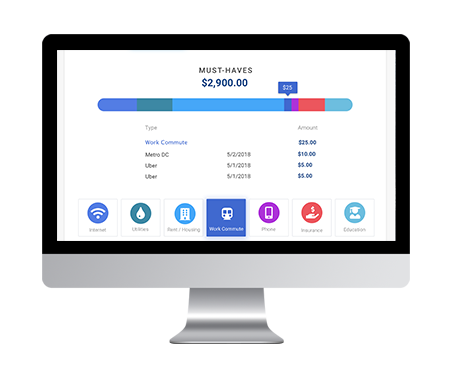 MUST-HAVES
$2,900.00
$25
Type Amount
Work Commute $25.00
Metro DC 5/2/2018 $10.00
Uber 5/1/2018 $5.00
Uber 5/1/2018 $5.00
Internet Utilities Rent / Housing Work Commute Phone Insurance Education